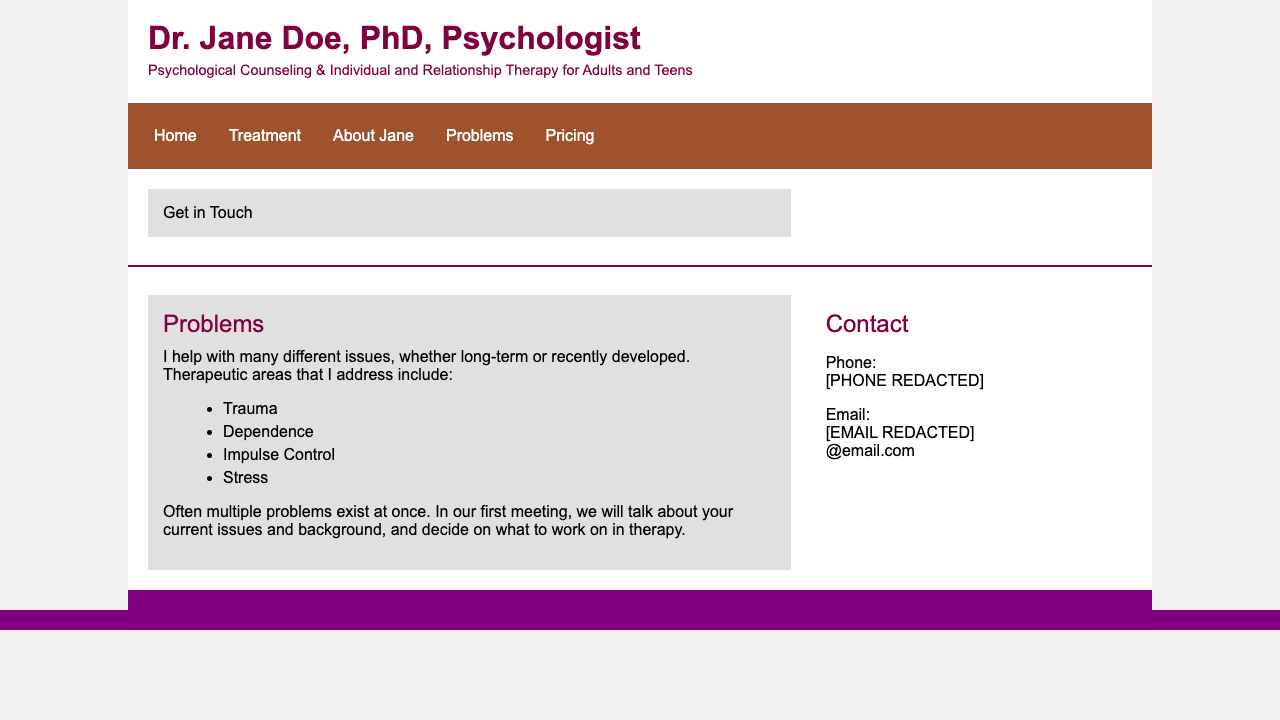 Dr. Jane Doe, PhD, Psychologist
Psychological Counseling & Individual and Relationship Therapy for Adults and Teens
Home Treatment About Jane Problems Pricing
Get in Touch
Problems
I help with many different issues, whether long-term or recently developed.
Therapeutic areas that I address include:
• Trauma
• Dependence
• Impulse Control
• Stress
Often multiple problems exist at once. In our first meeting, we will talk about your
current issues and background, and decide on what to work on in therapy.
Contact
Phone:
[PHONE REDACTED]
Email:
[EMAIL REDACTED]
@email.com